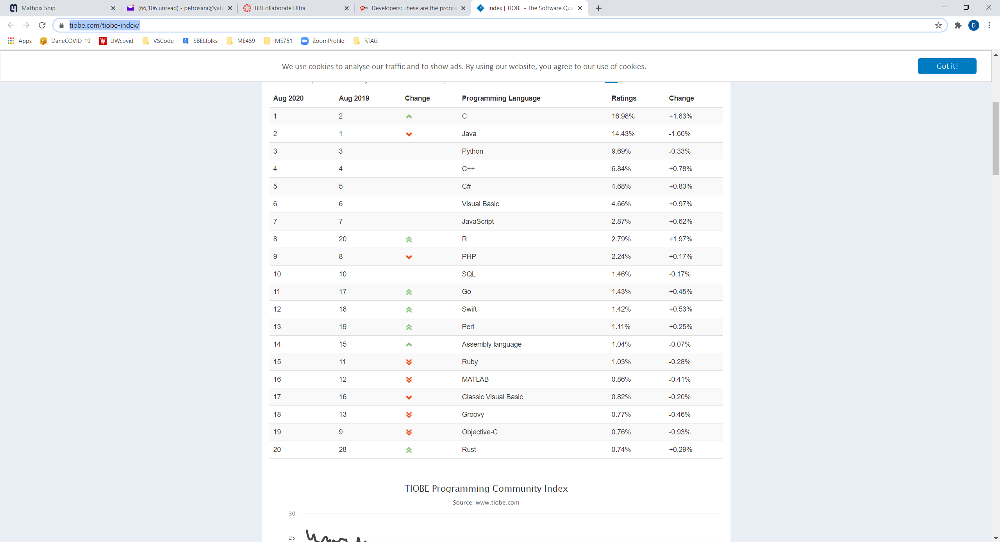 Mathpix Snip
(66,106 unread) - petrosani@yah
BBCollaborate Ultra
Developers: These are the progra
index | TIOBE - The Software Qua
tiobe.com/tiobe-index/
D
Apps DaneCOVID-19 UWcovid VSCode SBELfolks ME459 ME751 ZoomProfile RTAG
We use cookies to analyse our traffic and to show ads. By using our website, you agree to our use of cookies. Got it!
Aug 2020 Aug 2019 Change Programming Language Ratings Change
1 2 C 16.98% +1.83%
2 1 Java 14.43% -1.60%
3 3 Python 9.69% -0.33%
4 4 C++ 6.84% +0.78%
5 5 C# 4.68% +0.83%
6 6 Visual Basic 4.66% +0.97%
7 7 JavaScript 2.87% +0.62%
8 20 R 2.79% +1.97%
9 8 PHP 2.24% +0.17%
10 10 SQL 1.46% -0.17%
11 17 Go 1.43% +0.45%
12 18 Swift 1.42% +0.53%
13 19 Perl 1.11% +0.25%
14 15 Assembly language 1.04% -0.07%
15 11 Ruby 1.03% -0.28%
16 12 MATLAB 0.86% -0.41%
17 16 Classic Visual Basic 0.82% -0.20%
18 13 Groovy 0.77% -0.46%
19 9 Objective-C 0.76% -0.93%
20 28 Rust 0.74% +0.29%
TIOBE Programming Community Index
Source: www.tiobe.com
30
25